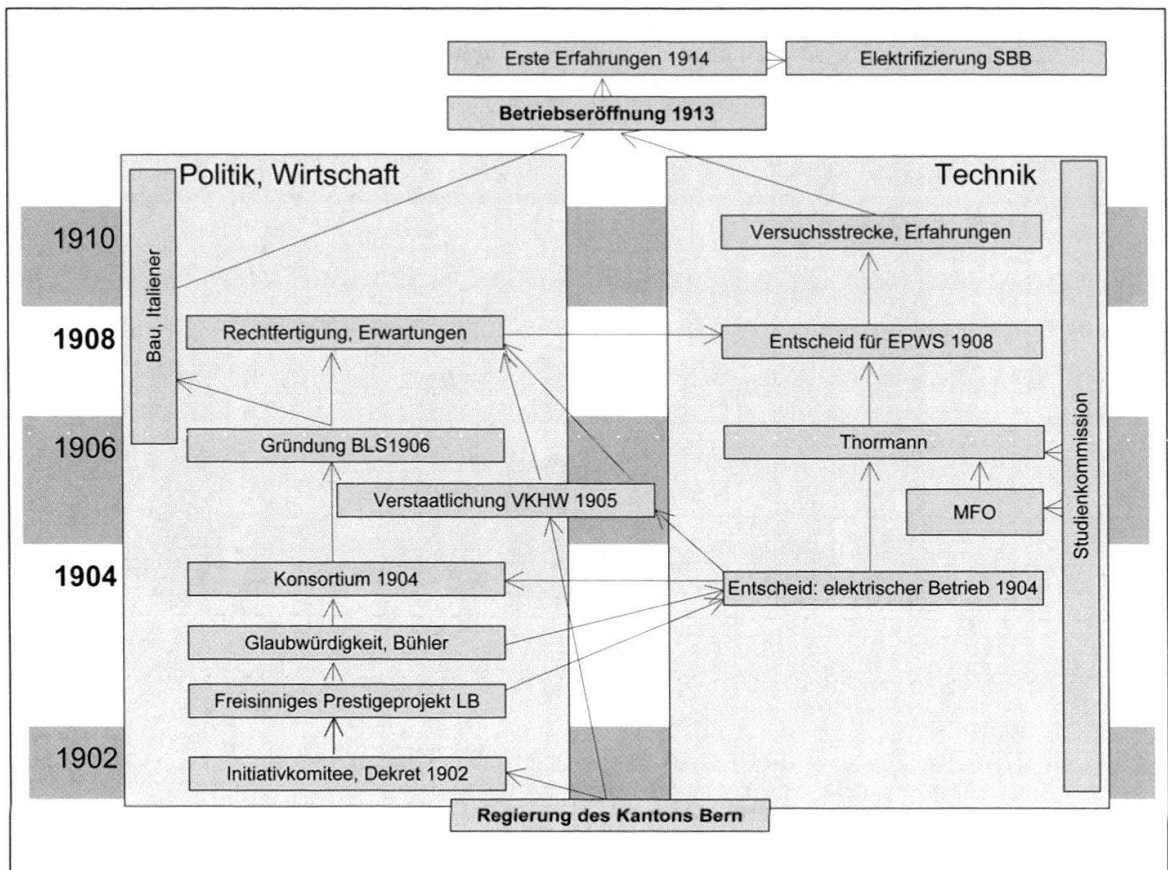 Erste Erfahrungen 1914
Elektrifizierung SBB
Betriebseröffnung 1913
Politik, Wirtschaft
Technik
1910
Bau, Italiener
Versuchsstrecke, Erfahrungen
1908
Rechtfertigung, Erwartungen
Entscheid für EPWS 1908
1906
Gründung BLS1906
Thormann
Verstaatlichung VKHW 1905
MFO
Studienkommission
1904
Konsortium 1904
Entscheid: elektrischer Betrieb 1904
Glaubwürdigkeit, Bühler
Freisinniges Prestigeprojekt LB
1902
Initiativkomitee, Dekret 1902
Regierung des Kantons Bern